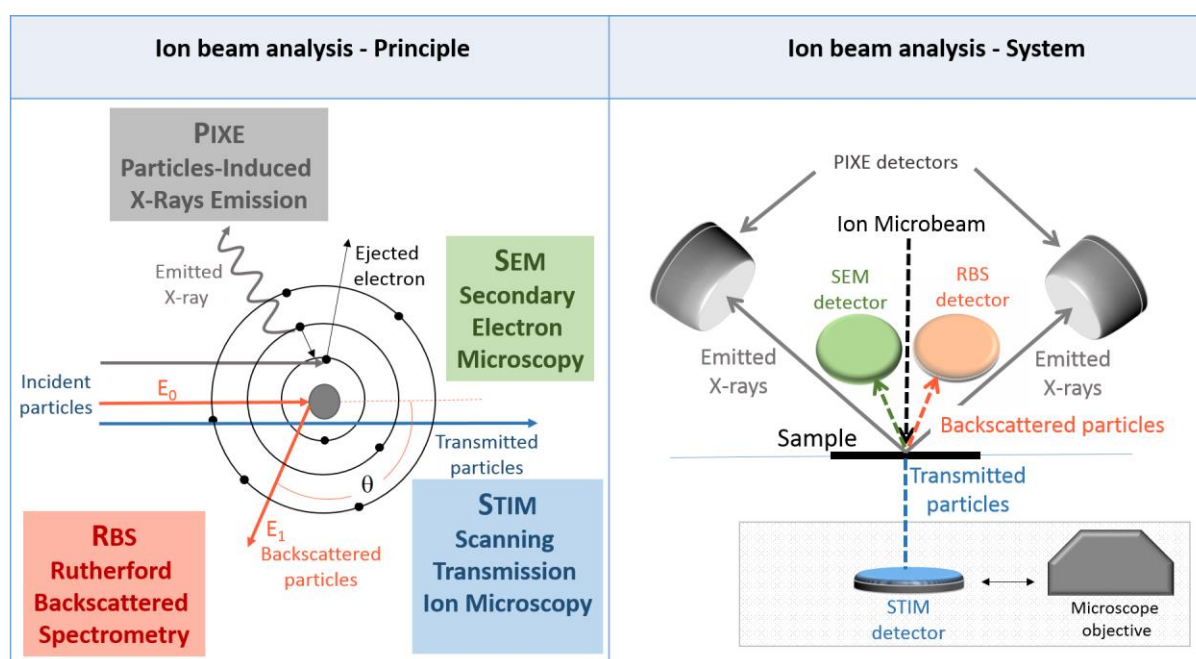 Ion beam analysis - Principle
Ion beam analysis - System
PIXE
Particles-Induced
X-Rays Emission
Emitted
X-ray
Ejected
electron
SEM
Secondary
Electron
Microscopy
Incident
particles
E0
Transmitted
particles
θ
E1
Backscattered
particles
RBS
Rutherford
Backscattered
Spectrometry
STIM
Scanning
Transmission
Ion Microscopy
PIXE detectors
Ion Microbeam
SEM
detector
RBS
detector
Emitted
X-rays
Emitted
X-rays
Backscattered particles
Sample
Transmitted
particles
STIM
detector
Microscope
objective